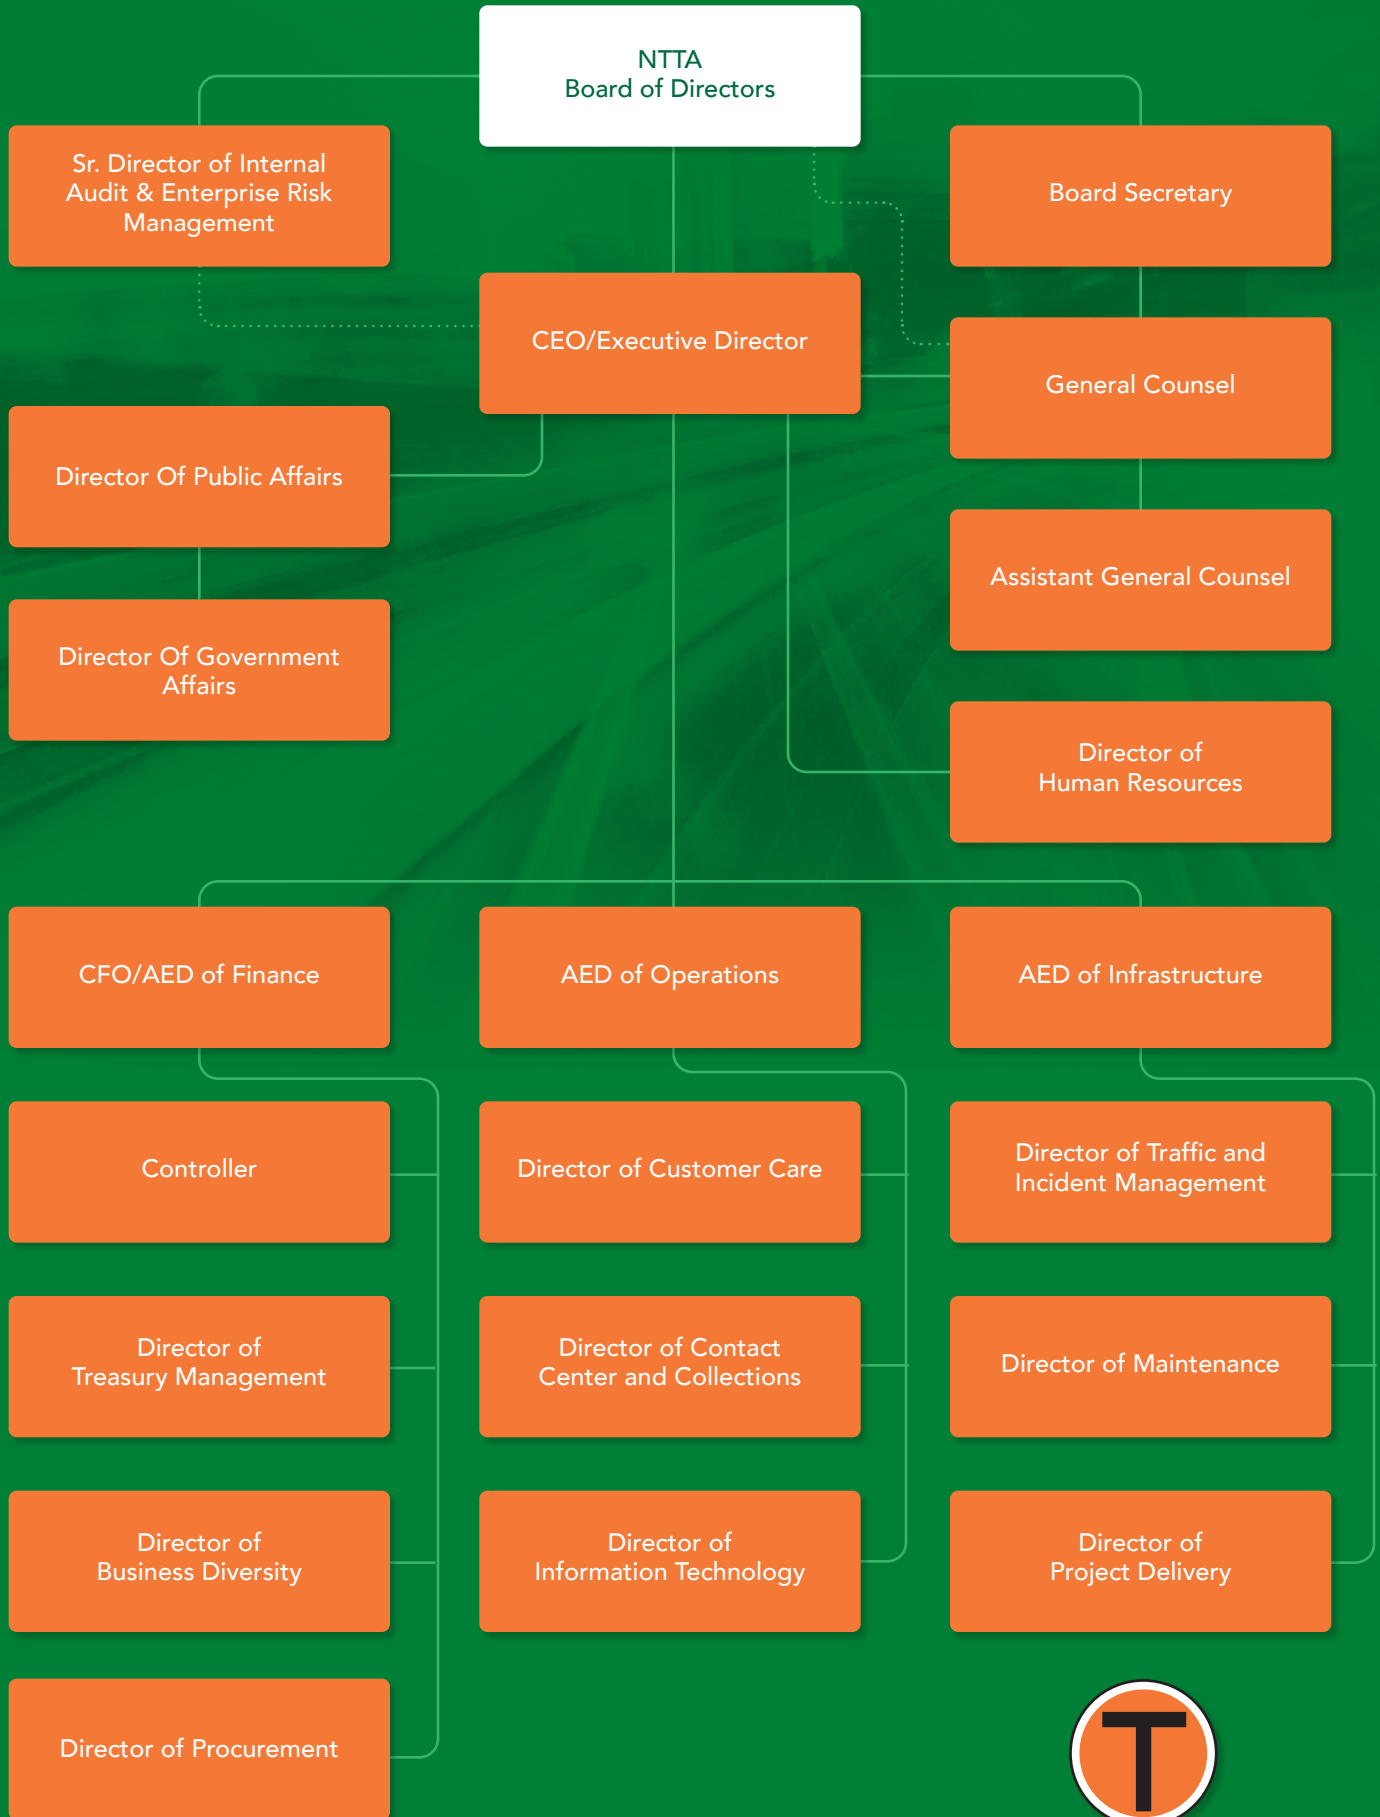 NTTA
Board of Directors
Sr. Director of Internal
Audit & Enterprise Risk
Management
Board Secretary
CEO/Executive Director
General Counsel
Director Of Public Affairs
Assistant General Counsel
Director Of Government
Affairs
Director of
Human Resources
CFO/AED of Finance
AED of Operations
AED of Infrastructure
Controller
Director of Customer Care
Director of Traffic and
Incident Management
Director of
Treasury Management
Director of Contact
Center and Collections
Director of Maintenance
Director of
Business Diversity
Director of
Information Technology
Director of
Project Delivery
Director of Procurement
T